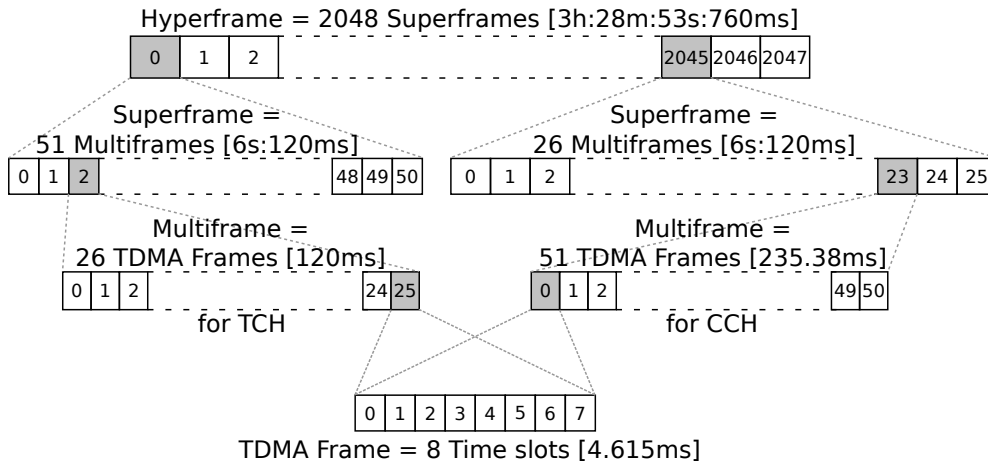 Hyperframe = 2048 Superframes [3h:28m:53s:760ms]
0 1 2 2045 2046 2047
Superframe =
51 Multiframes [6s:120ms]
Superframe =
26 Multiframes [6s:120ms]
0 1 2 48 49 50
0 1 2 23 24 25
Multiframe =
26 TDMA Frames [120ms]
Multiframe =
51 TDMA Frames [235.38ms]
0 1 2 24 25
0 1 2 49 50
for TCH
for CCH
0 1 2 3 4 5 6 7
TDMA Frame = 8 Time slots [4.615ms]